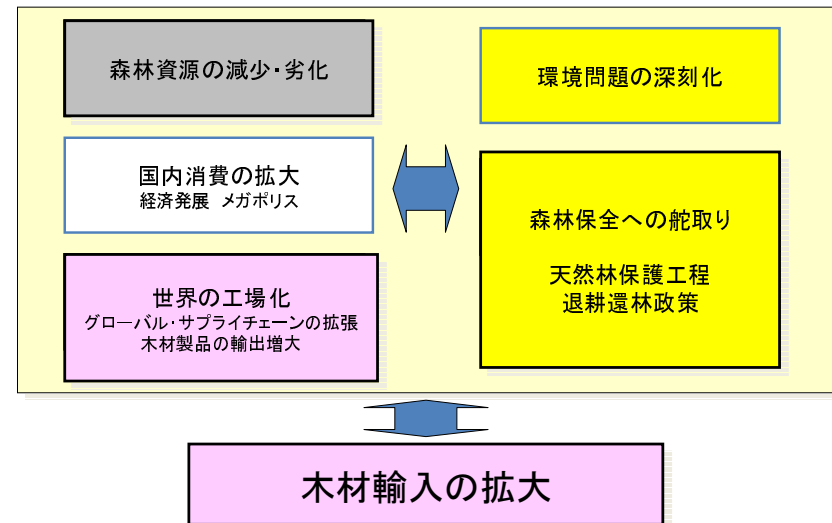 森林資源の減少・劣化
国内消費の拡大
経済発展 メガポリス
世界の工場化
グローバル・サプライチェーンの拡張
木材製品の輸出増大
環境問題の深刻化
森林保全への舵取り
天然林保護工程
退耕還林政策
木材輸入の拡大